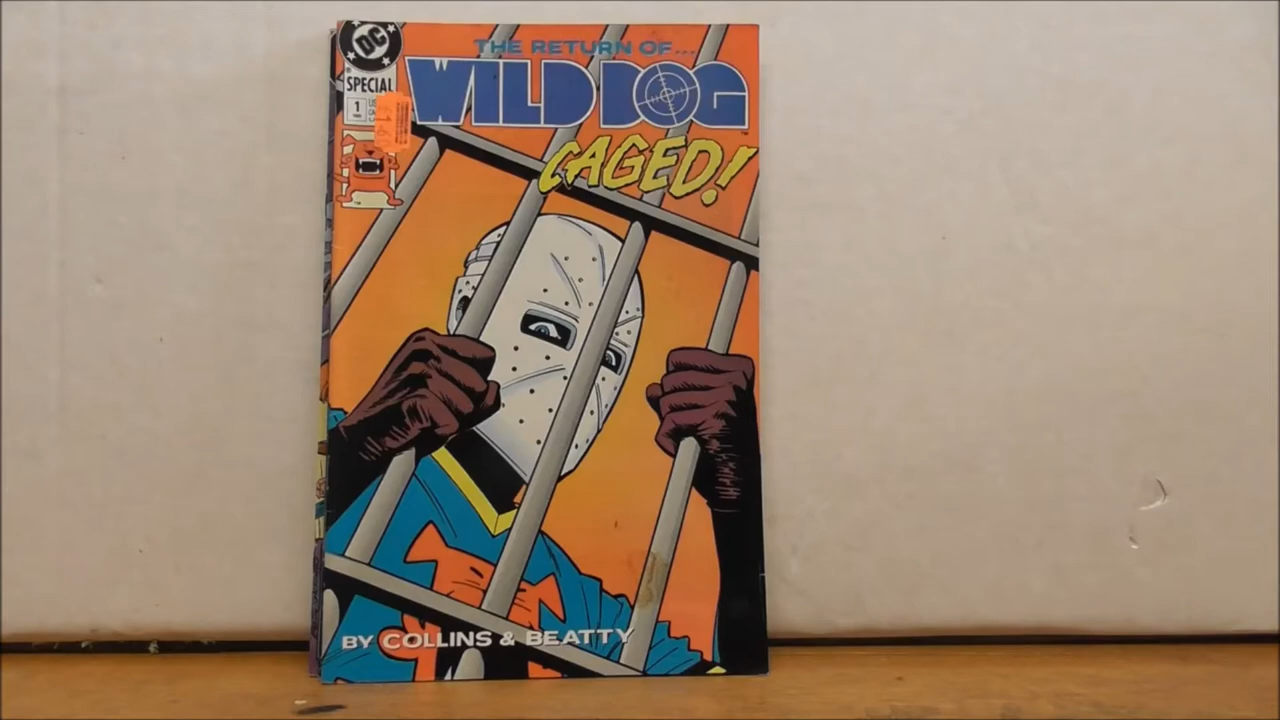 DC
THE RETURN OF...
WILD DOG
SPECIAL
1
CAGED!
BY COLLINS & BEATTY